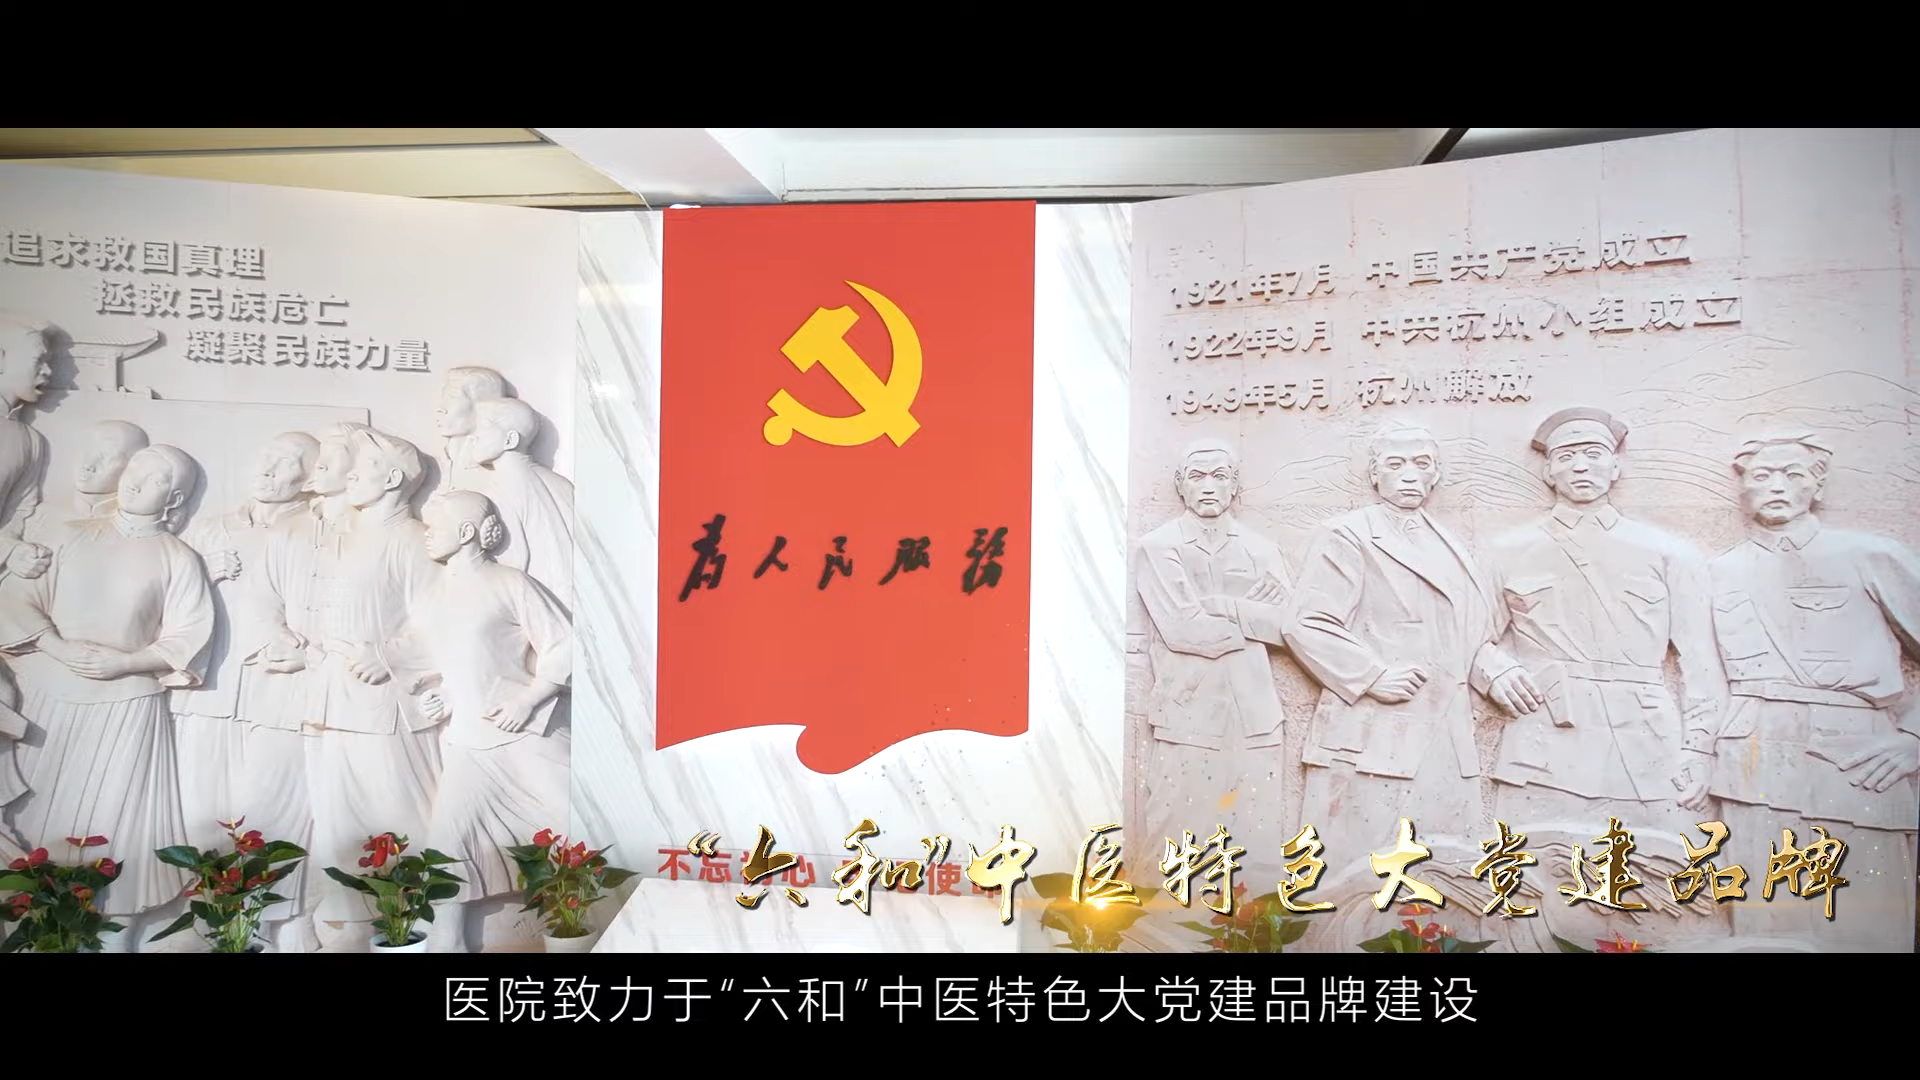 追求救国真理
拯救民族危亡
凝聚民族力量
为人民服务
1921年7月 中国共产党成立
1922年9月 中共杭州小组成立
1949年5月 杭州解放
不忘 心 使
“六和”中医特色大党建品牌
医院致力于“六和”中医特色大党建品牌建设